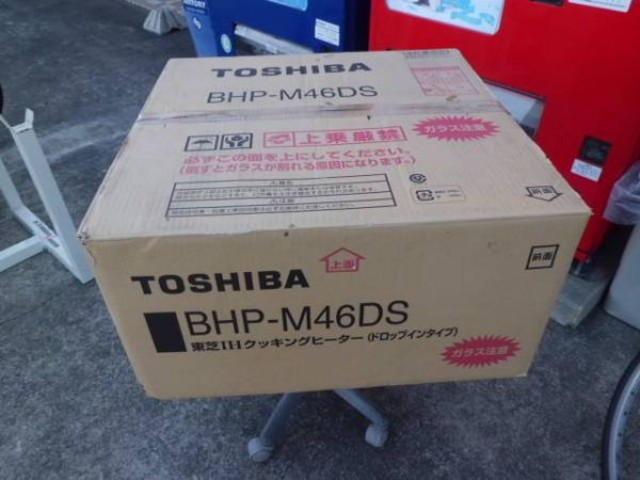 TOSHIBA
BHP-M46DS
上乗厳禁
ガラス注意
必ずこの面を上にしてください。
(倒すとガラスが割れる原因になります。)
前面
上面
前面
TOSHIBA
BHP-M46DS
東芝IHクッキングヒーター(ドロップインタイプ)
ガラス注意